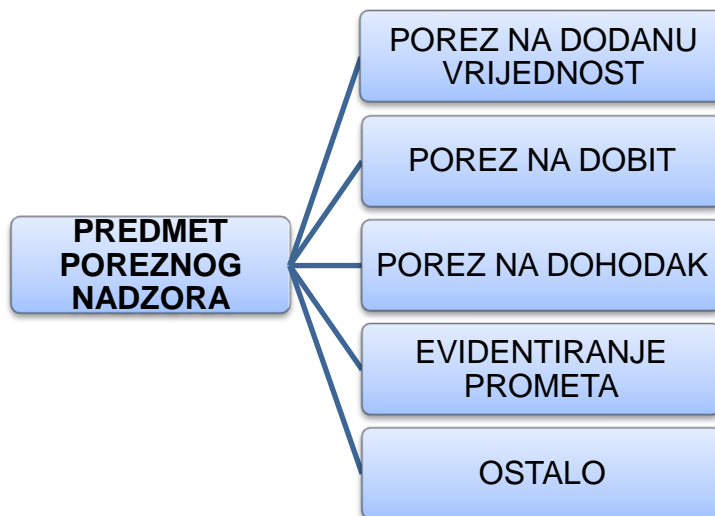 POREZ NA DODANU
VRIJEDNOST
POREZ NA DOBIT
PREDMET
POREZNOG
NADZORA
POREZ NA DOHODAK
EVIDENTIRANJE
PROMETA
OSTALO